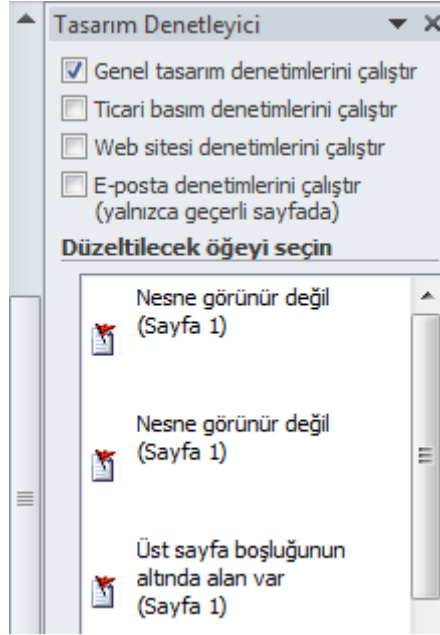 Tasarım Denetleyici
Genel tasarım denetimlerini çalıştır
Ticari basım denetimlerini çalıştır
Web sitesi denetimlerini çalıştır
E-posta denetimlerini çalıştır
(yalnızca geçerli sayfada)
Düzeltilecek öğeyi seçin
Nesne görünür değil
(Sayfa 1)
Nesne görünür değil
(Sayfa 1)
Üst sayfa boşluğunun
altında alan var
(Sayfa 1)